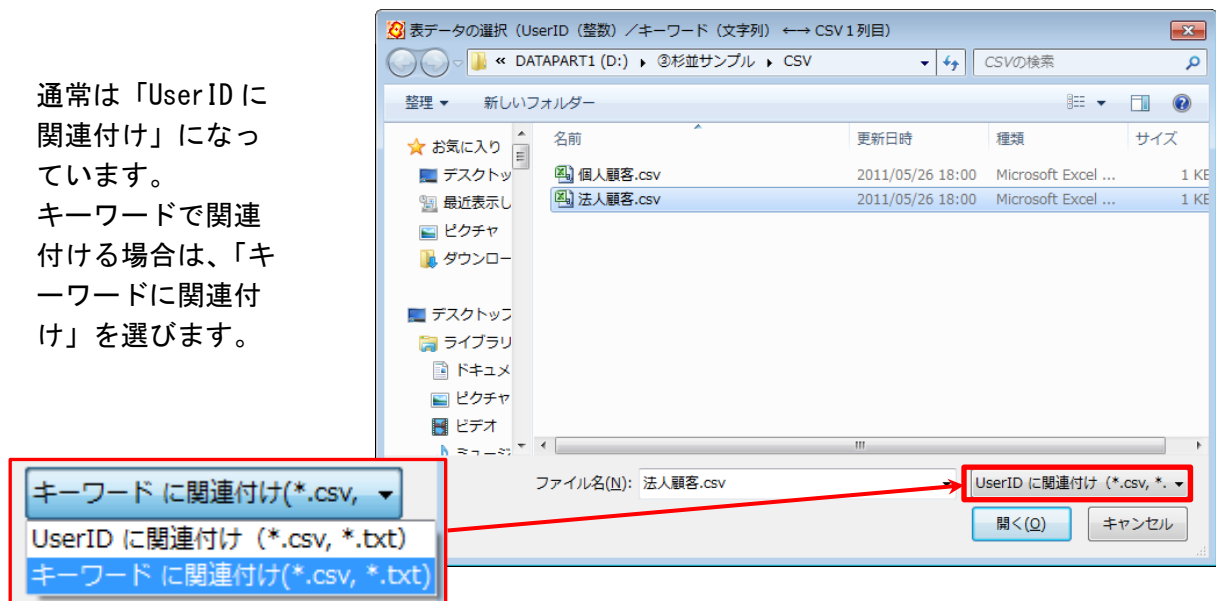 通常は「UserID に
関連付け」になっ
ています。
キーワードで関連
付ける場合は、「キ
ーワードに関連付
け」を選びます。
表データの選択（UserID（整数）／キーワード（文字列） ←→ CSV１列目）
« DATAPART1 (D:) ▸ ③杉並サンプル ▸ CSV
CSVの検索
整理 ▼ 新しいフォルダー
名前 更新日時 種類 サイズ
個人顧客.csv 2011/05/26 18:00 Microsoft Excel ... 1 KE
法人顧客.csv 2011/05/26 18:00 Microsoft Excel ... 1 KE
お気に入り
デスクトッ
最近表示し
ピクチャ
ダウンロー
デスクトップ
ライブラリ
ドキュメ
ピクチャ
ビデオ
ファイル名(N): 法人顧客.csv
UserID に関連付け（*.csv, *.
開く(O) キャンセル
キーワード に関連付け(*.csv,
UserID に関連付け（*.csv, *.txt）
キーワード に関連付け(*.csv, *.txt)